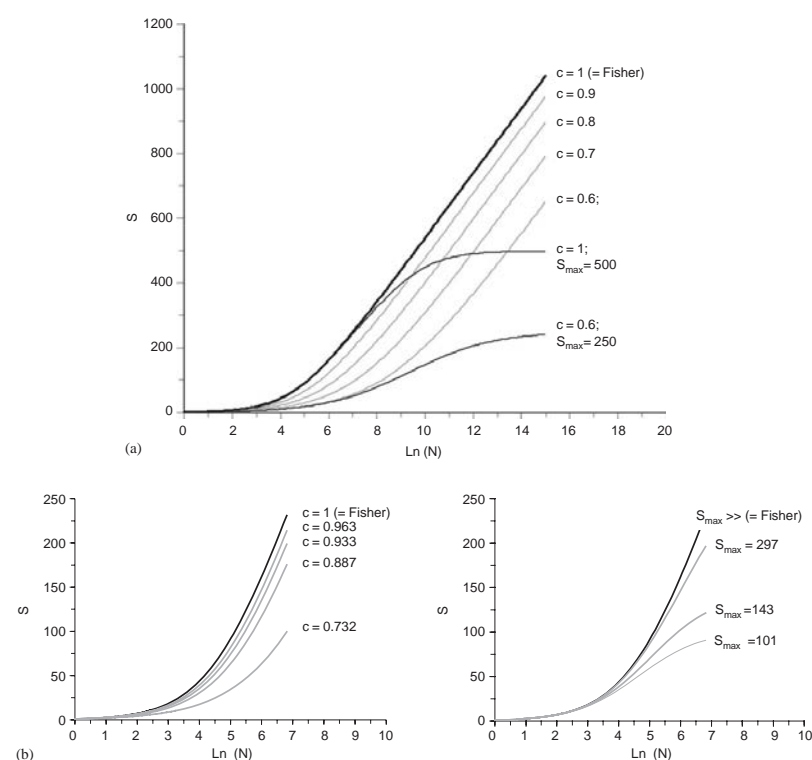 1200
1000
800
600
400
200
0
S
0 2 4 6 8 10 12 14 16 18 20
Ln (N)
c = 1 (= Fisher)
c = 0.9
c = 0.8
c = 0.7
c = 0.6;
c = 1;
Smax = 500
c = 0.6;
Smax = 250
(a)
250
200
150
100
50
0
S
0 1 2 3 4 5 6 7 8 9 10
Ln (N)
c = 1 (= Fisher)
c = 0.963
c = 0.933
c = 0.887
c = 0.732
(b)
250
200
150
100
50
0
S
0 1 2 3 4 5 6 7 8 9 10
Ln (N)
Smax >> (= Fisher)
Smax = 297
Smax =143
Smax =101